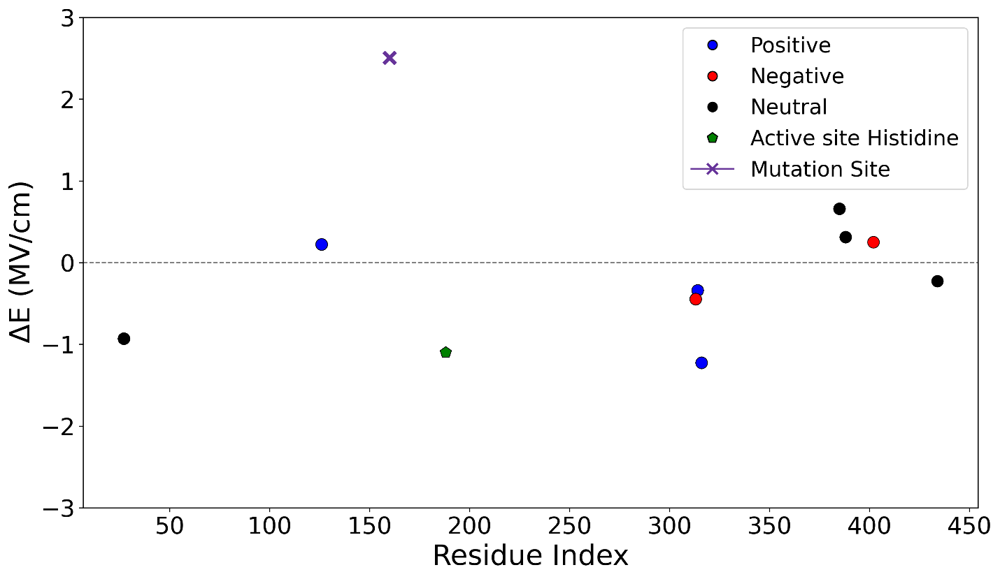 3
2
1
0
−1
−2
−3
ΔE (MV/cm)
Positive
Negative
Neutral
Active site Histidine
Mutation Site
50 100 150 200 250 300 350 400 450
Residue Index